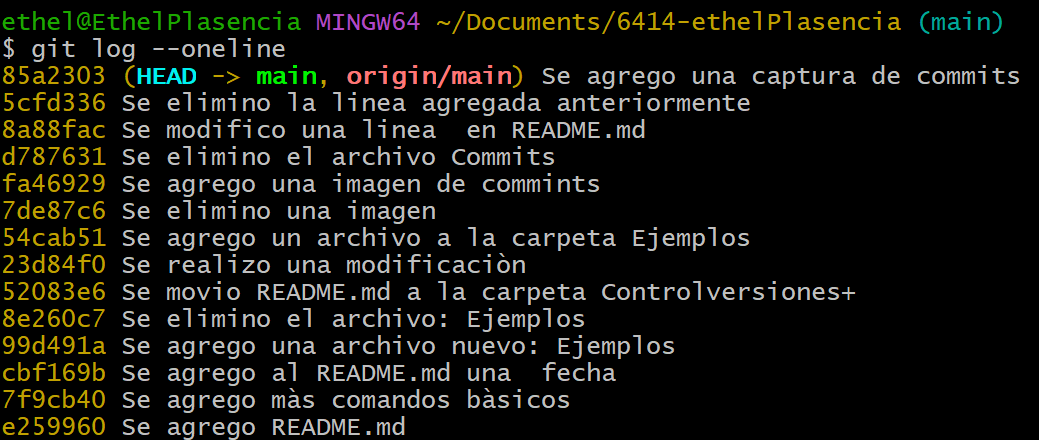 ethel@EthelPlasencia MINGW64 ~/Documents/6414-ethelPlasencia (main)
$ git log --oneline
85a2303 (HEAD -> main, origin/main) Se agrego una captura de commits
5cfd336 Se elimino la linea agregada anteriormente
8a88fac Se modifico una linea  en README.md
d787631 Se elimino el archivo Commits
fa46929 Se agrego una imagen de commints
7de87c6 Se elimino una imagen
54cab51 Se agrego un archivo a la carpeta Ejemplos
23d84f0 Se realizo una modificaciòn
52083e6 Se movio README.md a la carpeta Controlversiones+
8e260c7 Se elimino el archivo: Ejemplos
99d491a Se agrego una archivo nuevo: Ejemplos
cbf169b Se agrego al README.md una  fecha
7f9cb40 Se agrego màs comandos bàsicos
e259960 Se agrego README.md